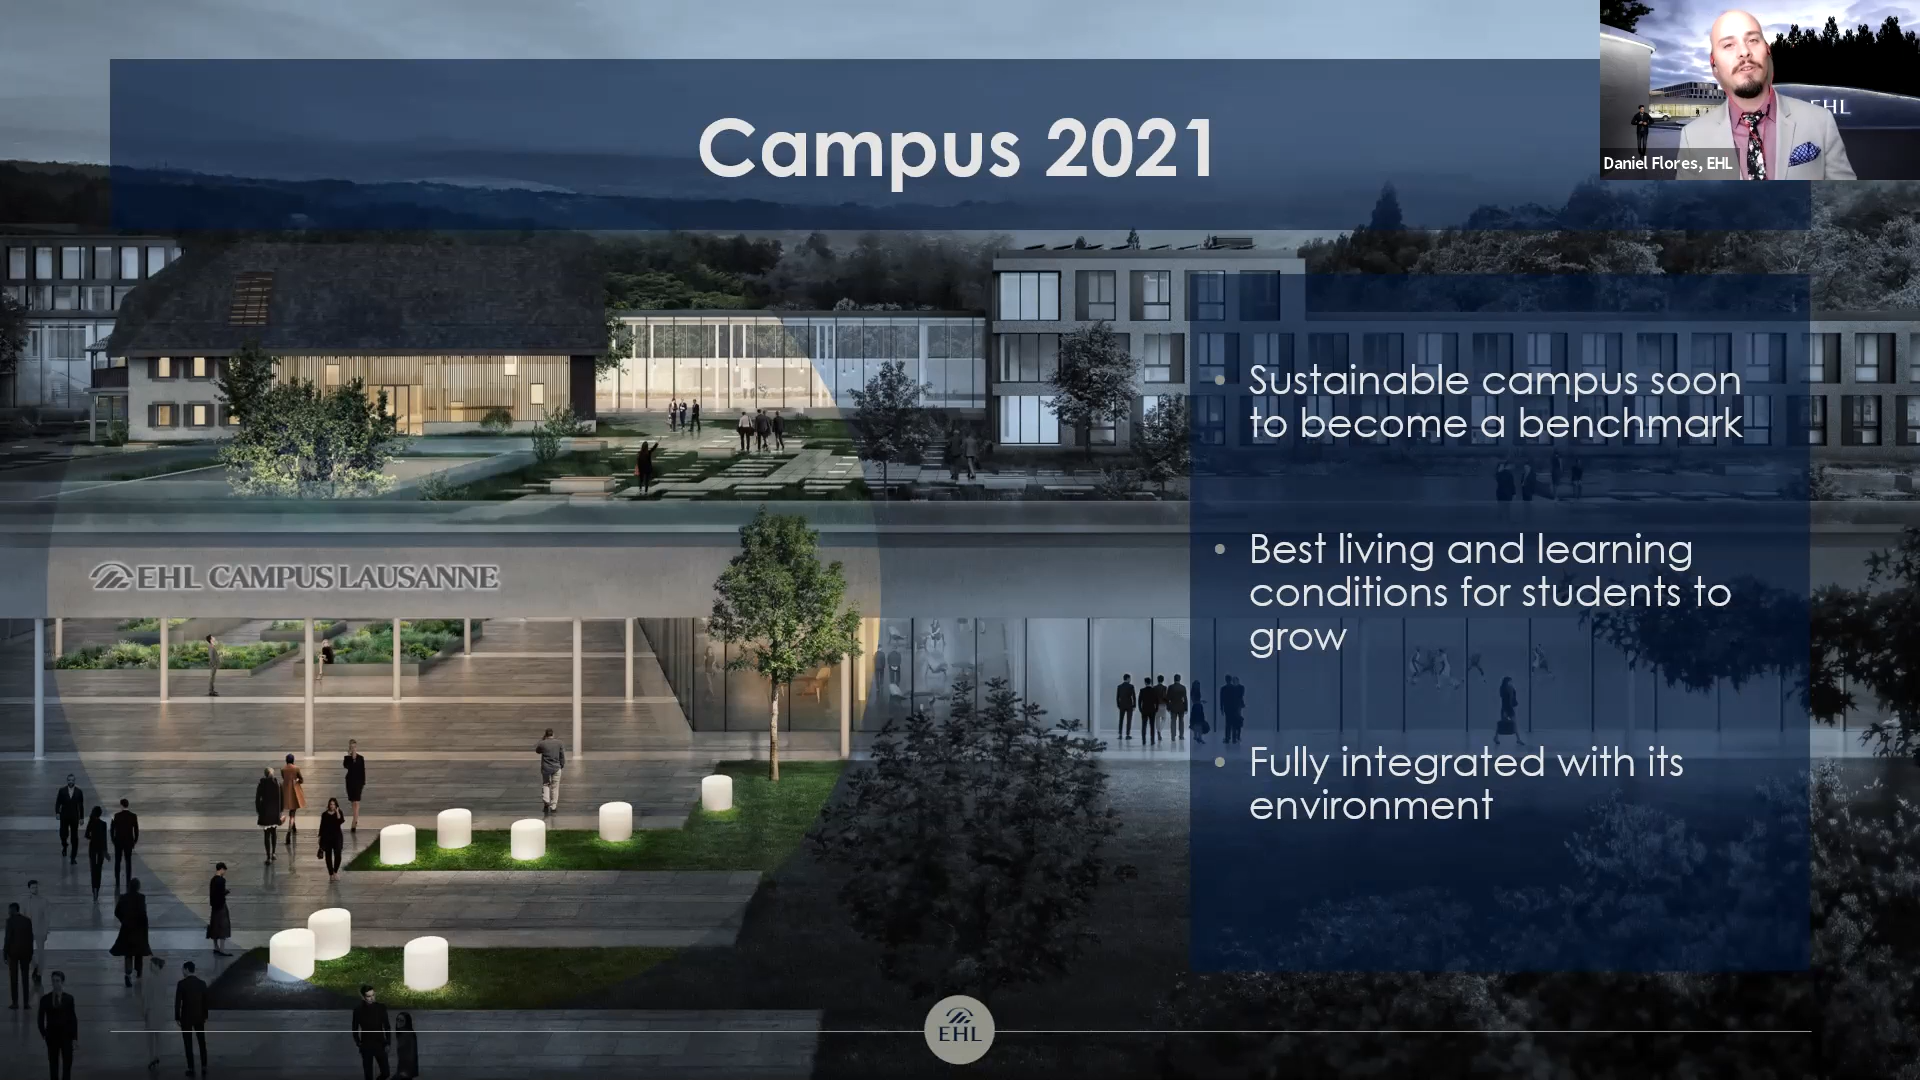 Campus 2021
EHL
Daniel Flores, EHL
• Sustainable campus soon
to become a benchmark
• Best living and learning
conditions for students to
grow
• Fully integrated with its
environment
EHL CAMPUS LAUSANNE
EHL